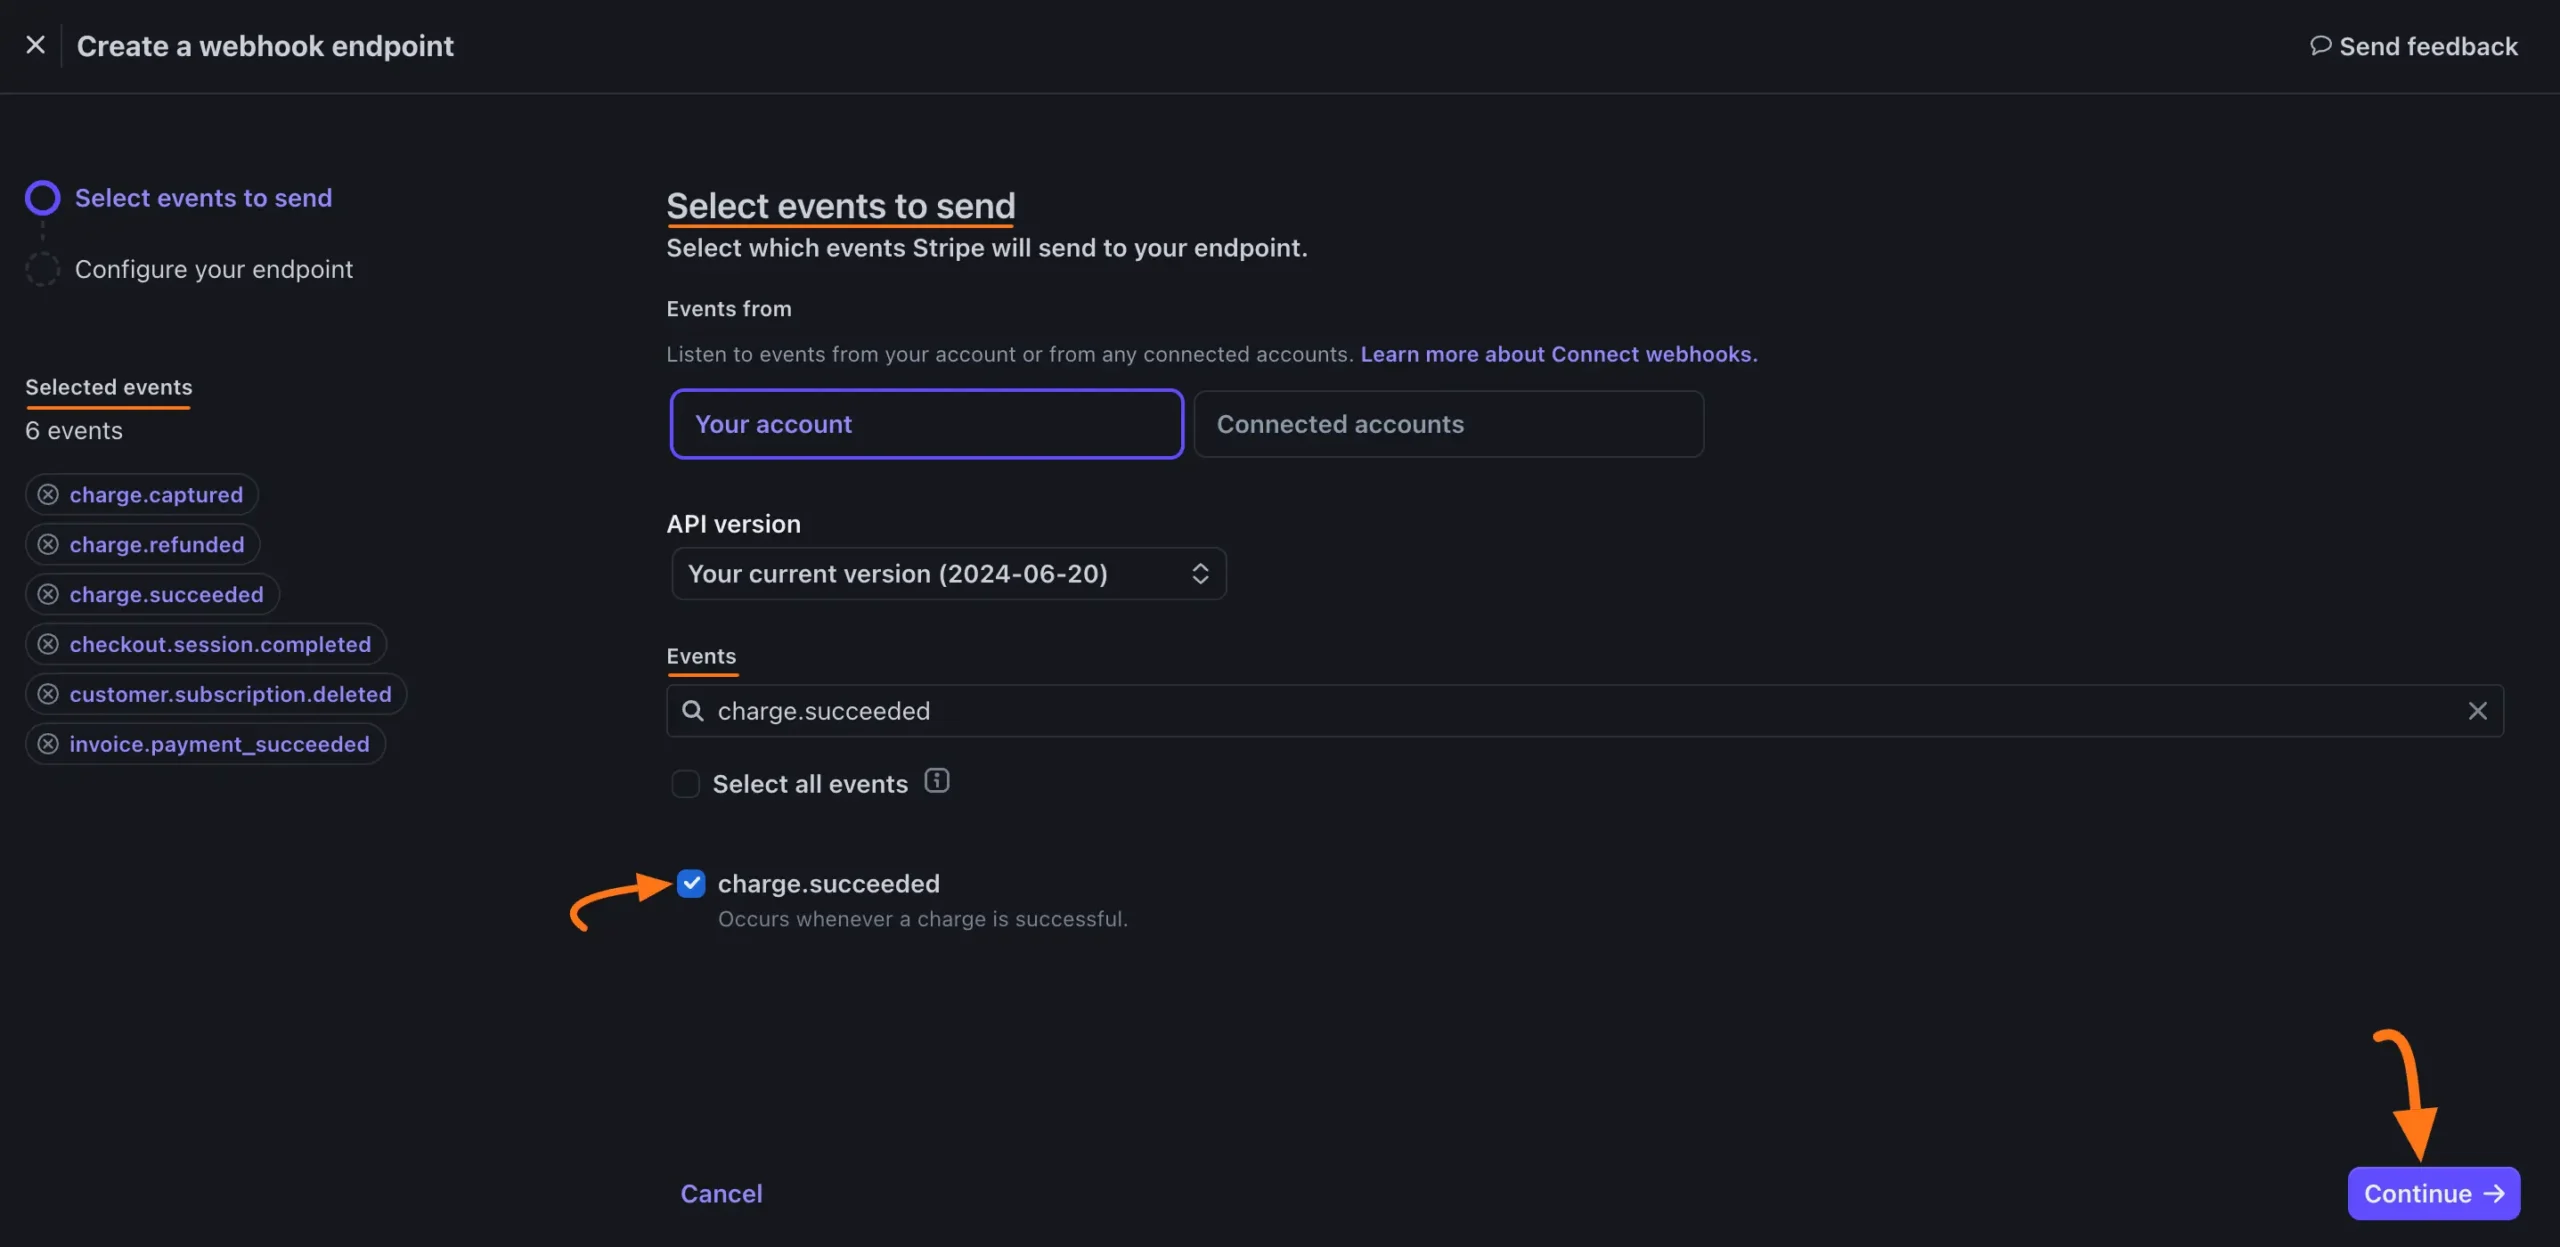 Create a webhook endpoint
Send feedback
Select events to send
Configure your endpoint
Selected events
6 events
charge.captured
charge.refunded
charge.succeeded
checkout.session.completed
customer.subscription.deleted
invoice.payment_succeeded
Select events to send
Select which events Stripe will send to your endpoint.
Events from
Listen to events from your account or from any connected accounts. Learn more about Connect webhooks.
Your account
Connected accounts
API version
Your current version (2024-06-20)
Events
charge.succeeded
Select all events
charge.succeeded
Occurs whenever a charge is successful.
Cancel
Continue →